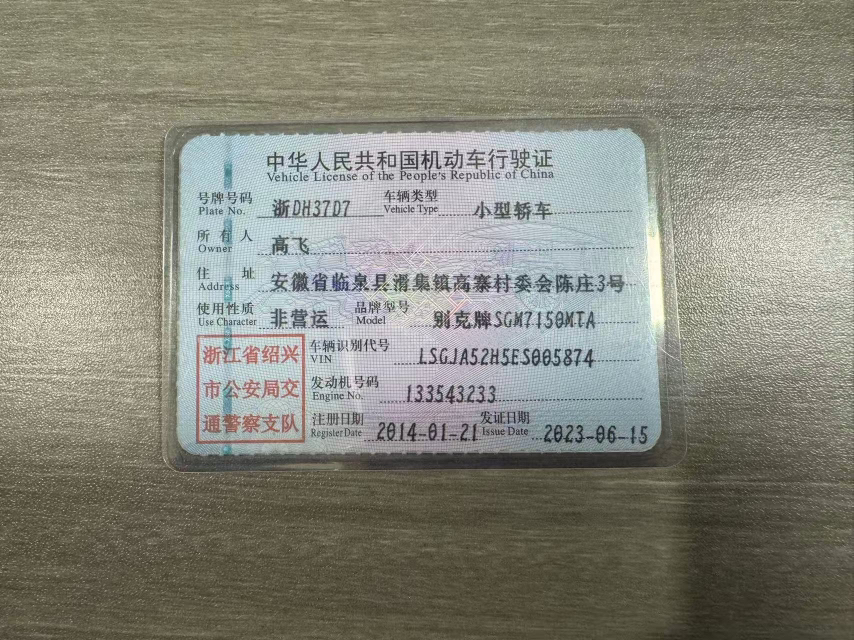 中华人民共和国机动车行驶证
Vehicle License of the People's Republic of China
号牌号码 浙DH37D7 车辆类型 小型轿车
Plate No. Vehicle Type
所有人 高飞
Owner
住址 安徽省临泉县滑集镇高寨村委会陈庄3号
Address
使用性质 非营运 品牌型号 别克牌SGM7150MTA
Use Character Model
浙江省绍兴
市公安局交
通警察支队
车辆识别代号 LSGJA52H5ES005874
VIN
发动机号码 133543233
Engine No.
注册日期 2014-01-21 发证日期 2023-06-15
Register Date Issue Date